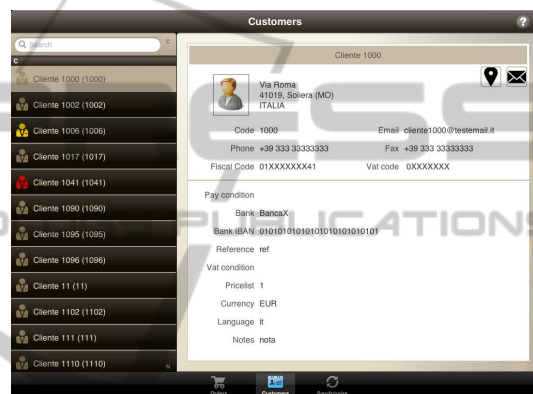 Customers
?
Search
C
C
Cliente 1000 (1000)
Cliente 1002 (1002)
Cliente 1006 (1006)
Cliente 1017 (1017)
Cliente 1041 (1041)
Cliente 1090 (1090)
Cliente 1095 (1095)
Cliente 1096 (1096)
Cliente 11 (11)
Cliente 1102 (1102)
Cliente 111 (111)
Cliente 1110 (1110)
N
Cliente 1000
Via Roma
41019, Soliera (MO)
ITALIA
Code 1000 Email cliente1000@testemail.it
Phone +39 333 33333333 Fax +39 333 33333333
Fiscal Code 01XXXXXX41 Vat code 0XXXXXXX
Pay condition
Bank BancaX
Bank IBAN 01010101010101010101010101
Reference ref
Vat condition
Pricelist 1
Currency EUR
Language it
Notes nota
Orders Customers Synchronize